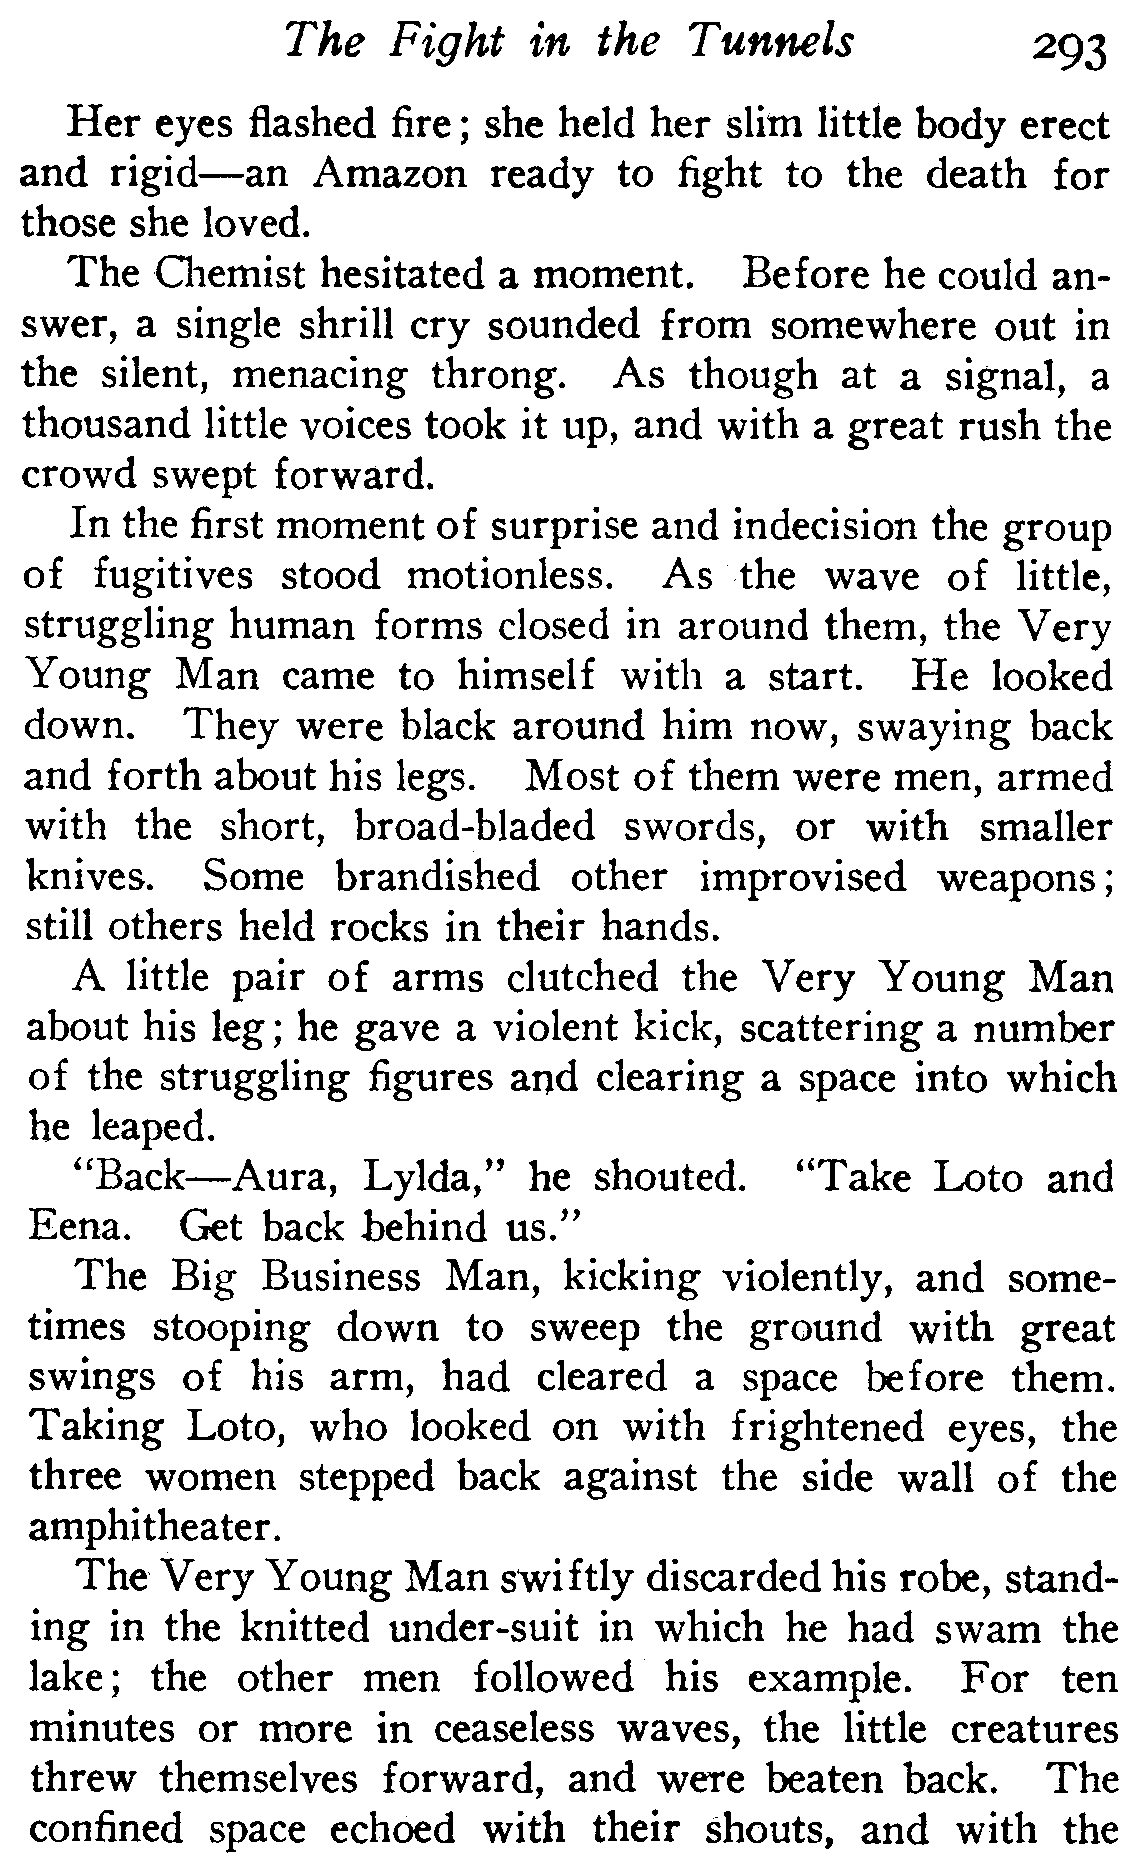 The Fight in the Tunnels 293
Her eyes flashed fire; she held her slim little body erect
and rigid—an Amazon ready to fight to the death for
those she loved.
The Chemist hesitated a moment. Before he could an-
swer, a single shrill cry sounded from somewhere out in
the silent, menacing throng. As though at a signal, a
thousand little voices took it up, and with a great rush the
crowd swept forward.
In the first moment of surprise and indecision the group
of fugitives stood motionless. As the wave of little,
struggling human forms closed in around them, the Very
Young Man came to himself with a start. He looked
down. They were black around him now, swaying back
and forth about his legs. Most of them were men, armed
with the short, broad-bladed swords, or with smaller
knives. Some brandished other improvised weapons;
still others held rocks in their hands.
A little pair of arms clutched the Very Young Man
about his leg; he gave a violent kick, scattering a number
of the struggling figures and clearing a space into which
he leaped.
“Back—Aura, Lylda,” he shouted. “Take Loto and
Eena. Get back behind us.”
The Big Business Man, kicking violently, and some-
times stooping down to sweep the ground with great
swings of his arm, had cleared a space before them.
Taking Loto, who looked on with frightened eyes, the
three women stepped back against the side wall of the
amphitheater.
The Very Young Man swiftly discarded his robe, stand-
ing in the knitted under-suit in which he had swam the
lake; the other men followed his example. For ten
minutes or more in ceaseless waves, the little creatures
threw themselves forward, and were beaten back. The
confined space echoed with their shouts, and with the